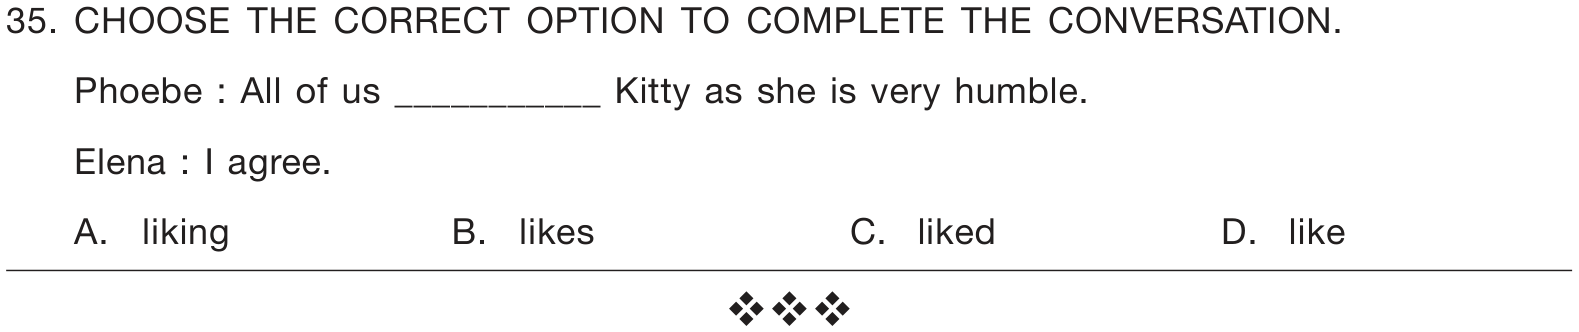 35. CHOOSE THE CORRECT OPTION TO COMPLETE THE CONVERSATION.
Phoebe : All of us ___________ Kitty as she is very humble.
Elena : I agree.
A. liking B. likes C. liked D. like